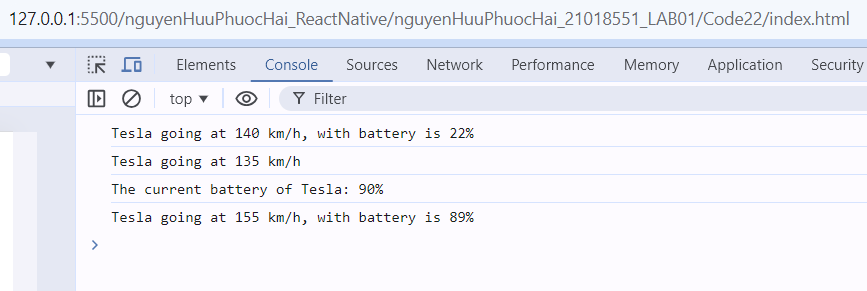 127.0.0.1:5500/nguyenHuuPhuocHai_ReactNative/nguyenHuuPhuocHai_21018551_LAB01/Code22/index.html
Elements Console Sources Network Performance Memory Application Security
top Filter
Tesla going at 140 km/h, with battery is 22%
Tesla going at 135 km/h
The current battery of Tesla: 90%
Tesla going at 155 km/h, with battery is 89%